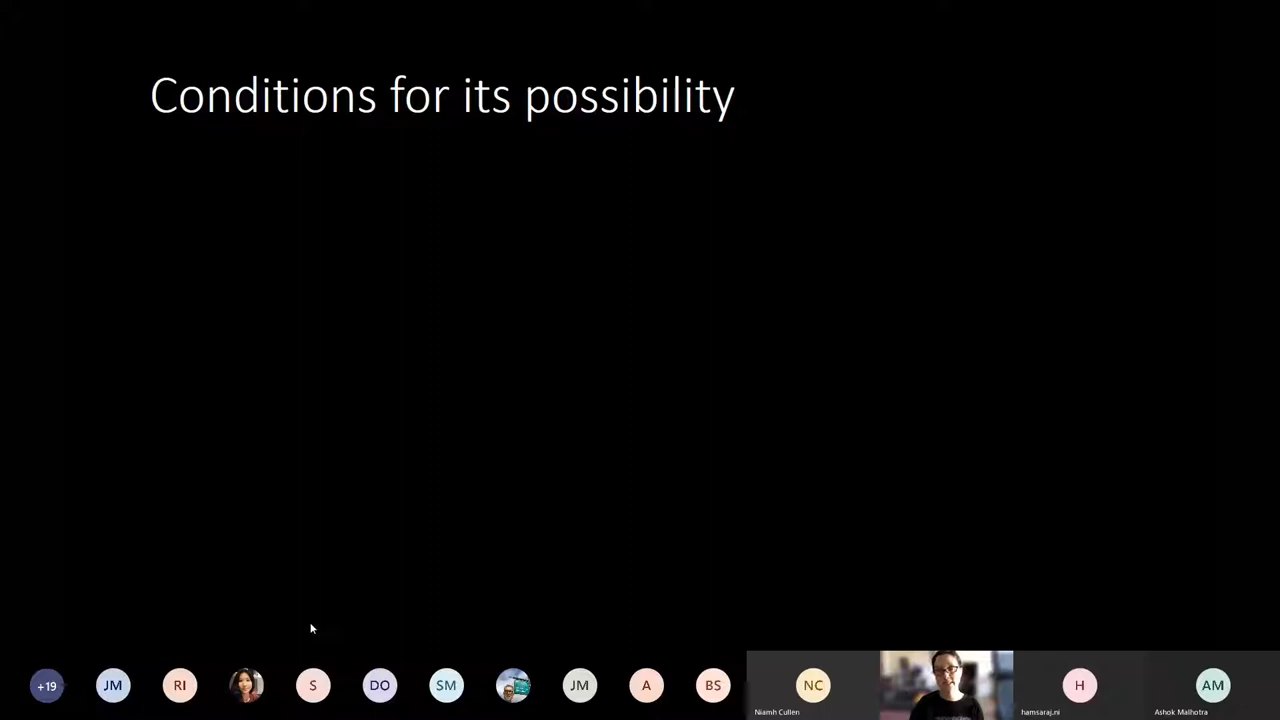 Conditions for its possibility
+19
JM
RI
S
DO
SM
JM
A
BS
NC
Niamh Cullen
H
hamsaraj.ni
AM
Ashok Malhotra